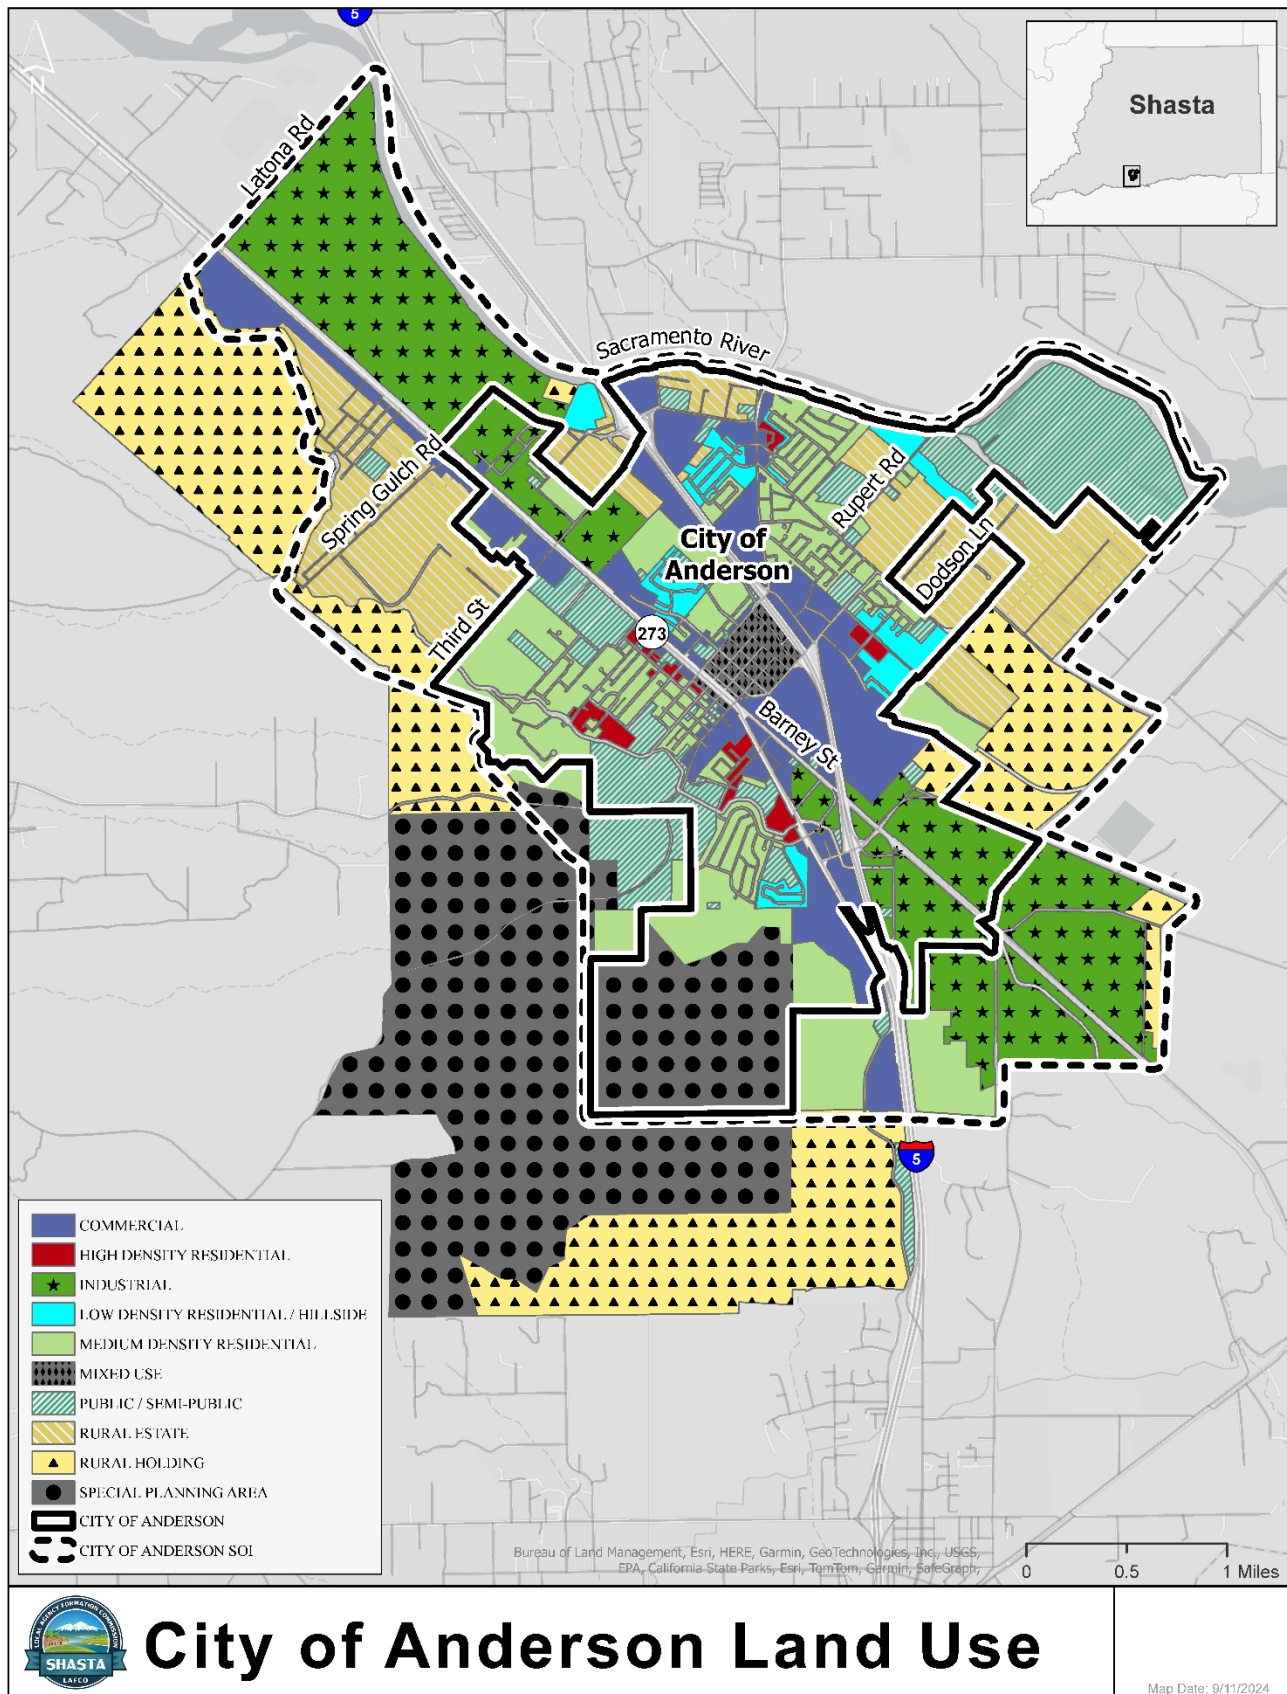 5
N
Shasta
Latona Rd
Sacramento River
Spring Gulch Rd
Rupert Rd
City of
Anderson
Dodson Ln
Third St
273
Barney St
5
COMMERCIAL
HIGH DENSITY RESIDENTIAL
INDUSTRIAL
LOW DENSITY RESIDENTIAL / HILLSIDE
MEDIUM DENSITY RESIDENTIAL
MIXED USE
PUBLIC / SEMI-PUBLIC
RURAL ESTATE
RURAL HOLDING
SPECIAL PLANNING AREA
CITY OF ANDERSON
CITY OF ANDERSON SOI
Bureau of Land Management, Esri, HERE, Garmin, GeoTechnologies, Inc., USGS,
EPA, California State Parks, Esri, TomTom, Garmin, SafeGraph,
0 0.5 1 Miles
LOCAL AGENCY FORMATION COMMISSION
SHASTA
LAFCO
City of Anderson Land Use
Map Date: 9/11/2024